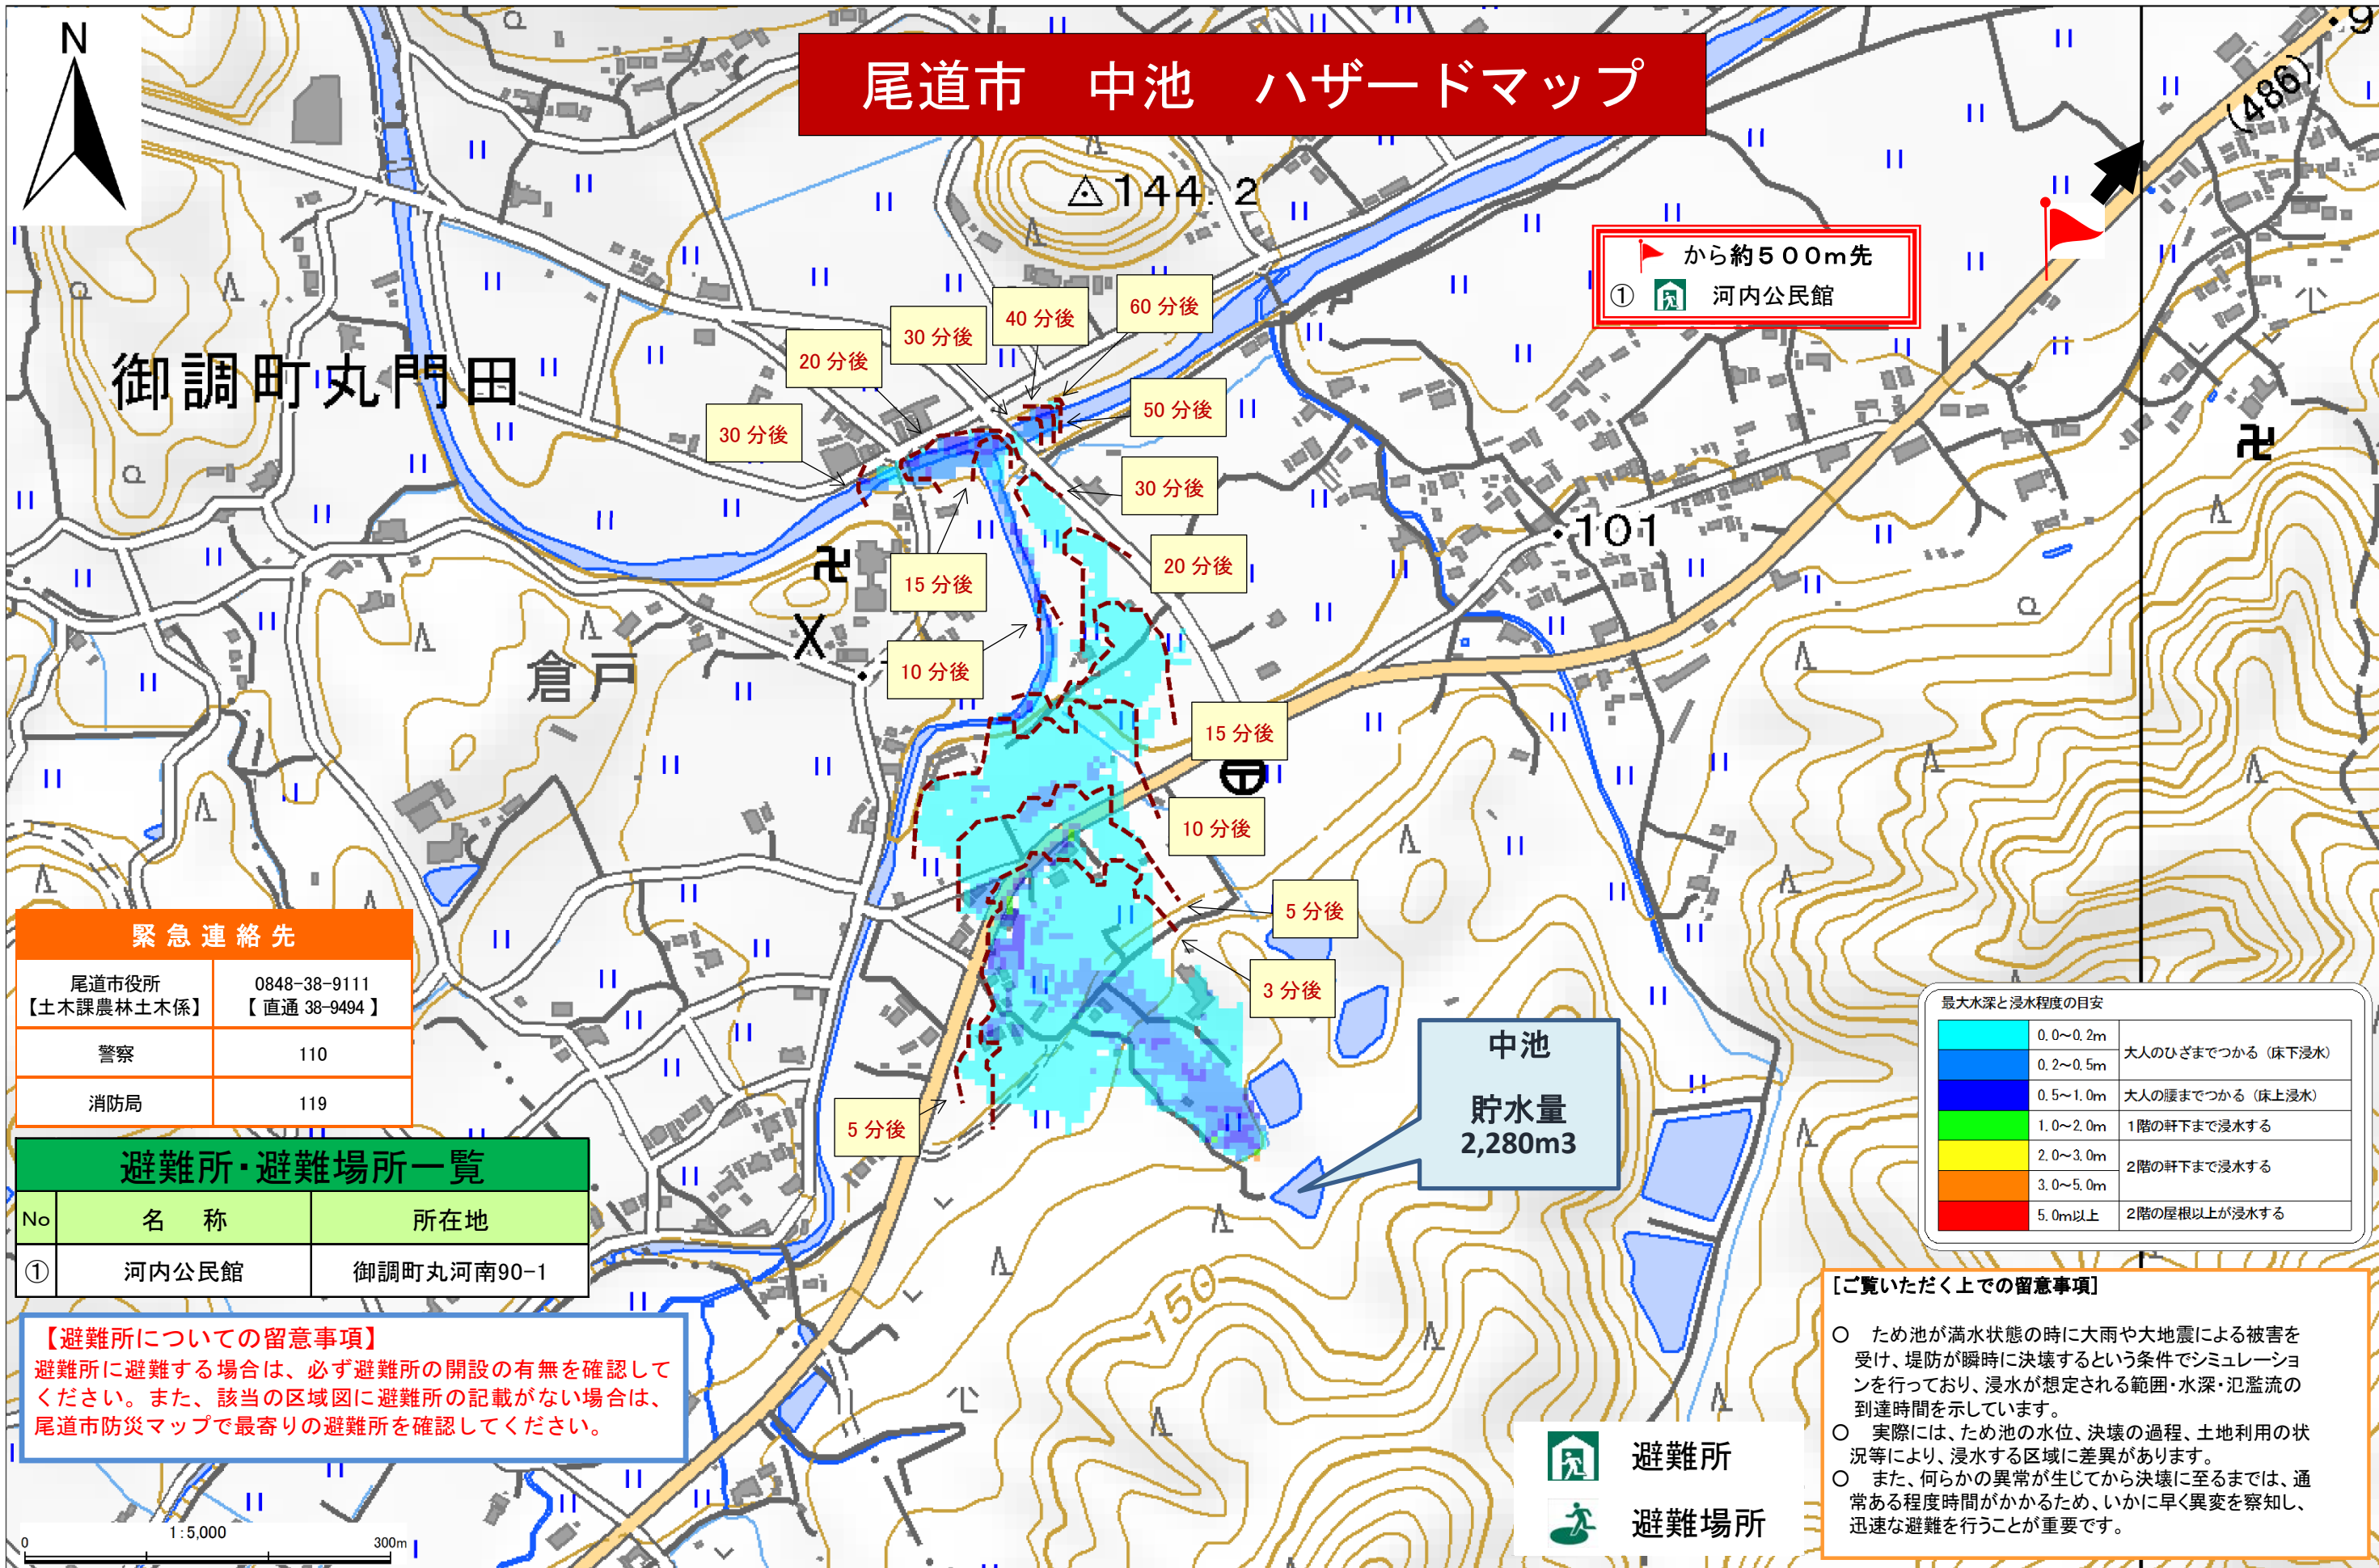 N
尾道市　中池　ハザードマップ
(486)
144.2
から約500m先
① 河内公民館
御調町丸門田
60分後
40分後
30分後
20分後
50分後
30分後
30分後
101
20分後
15分後
10分後
倉戸
15分後
10分後
5分後
3分後
5分後
中池
貯水量
2,280m3
150
緊急連絡先
尾道市役所
【土木課農林土木係】
0848-38-9111
【 直通 38-9494 】
警察 110
消防局 119
避難所・避難場所一覧
No 名　称 所在地
① 河内公民館 御調町丸河南90-1
【避難所についての留意事項】
避難所に避難する場合は、必ず避難所の開設の有無を確認して
ください。また、該当の区域図に避難所の記載がない場合は、
尾道市防災マップで最寄りの避難所を確認してください。
1:5,000
0 300m
最大水深と浸水程度の目安
0.0～0.2m
大人のひざまでつかる（床下浸水）
0.2～0.5m
0.5～1.0m 大人の腰までつかる（床上浸水）
1.0～2.0m 1階の軒下まで浸水する
2.0～3.0m
2階の軒下まで浸水する
3.0～5.0m
5.0m以上 2階の屋根以上が浸水する
避難所
避難場所
[ご覧いただく上での留意事項]
○　ため池が満水状態の時に大雨や大地震による被害を
受け、堤防が瞬時に決壊するという条件でシミュレーショ
ンを行っており、浸水が想定される範囲・水深・氾濫流の
到達時間を示しています。
○　実際には、ため池の水位、決壊の過程、土地利用の状
況等により、浸水する区域に差異があります。
○　また、何らかの異常が生じてから決壊に至るまでは、通
常ある程度時間がかかるため、いかに早く異変を察知し、
迅速な避難を行うことが重要です。